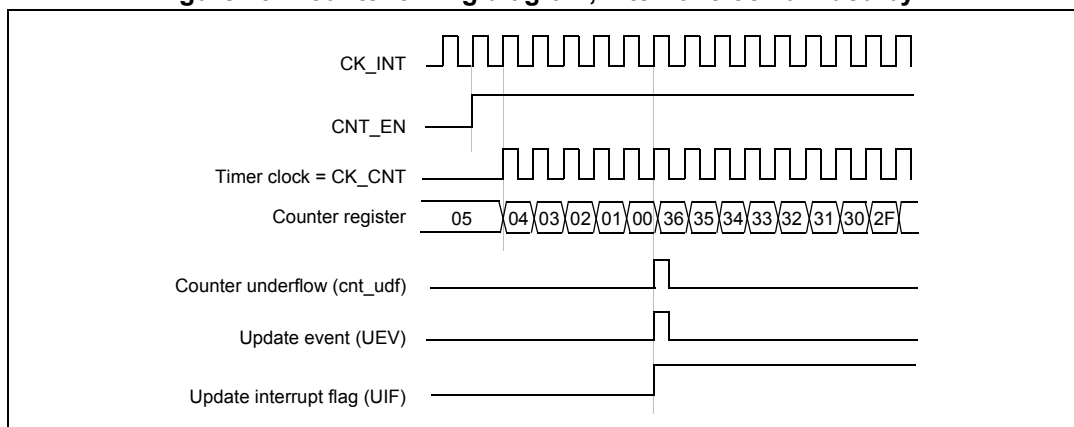 CK_INT
CNT_EN
Timer clock = CK_CNT
Counter register 05 04 03 02 01 00 36 35 34 33 32 31 30 2F
Counter underflow (cnt_udf)
Update event (UEV)
Update interrupt flag (UIF)